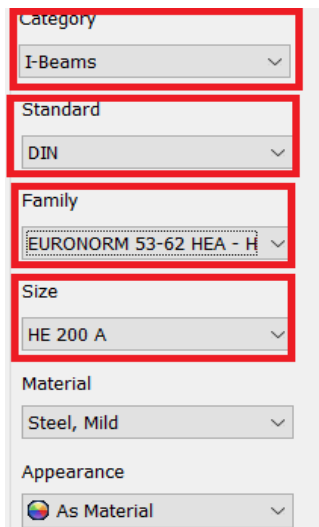 Category
I-Beams
Standard
DIN
Family
EURONORM 53-62 HEA - H
Size
HE 200 A
Material
Steel, Mild
Appearance
As Material